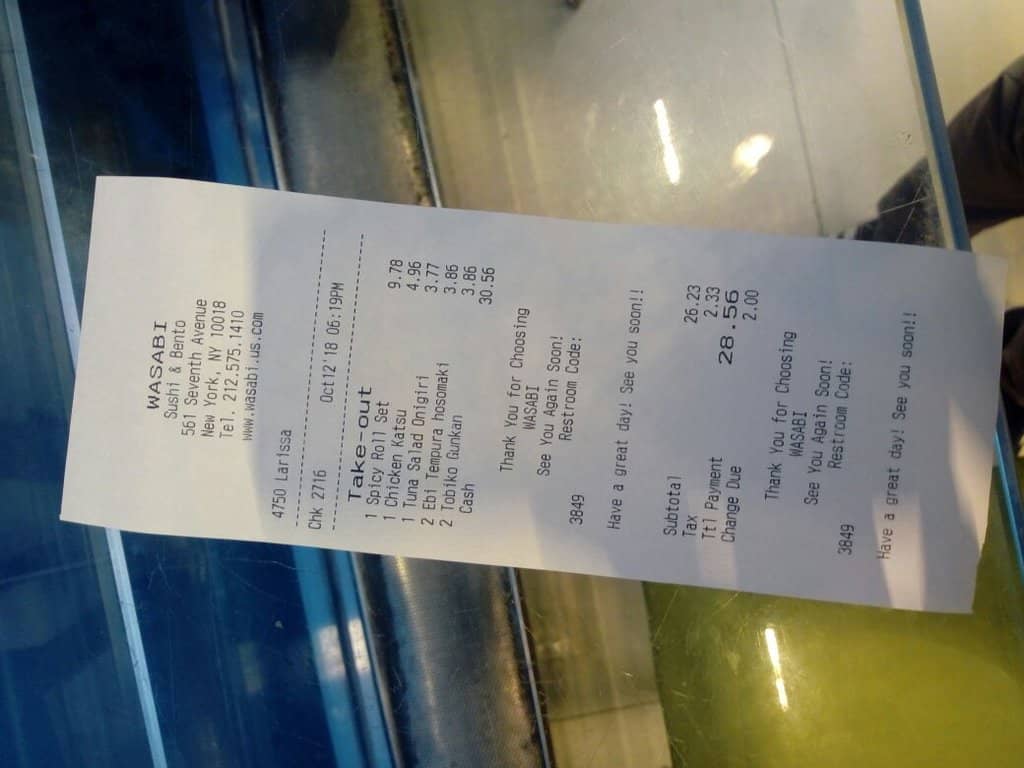 WASABI
Sushi & Bento
561 Seventh Avenue
New York, NY 10018
Tel. 212.575.1410
www.wasabi.us.com
4750 Larissa
Chk 2716 Oct12'18 06:19PM
Take-out
1 Spicy Roll Set 9.78
1 Chicken Katsu 4.96
1 Tuna Salad Onigiri 3.77
2 Ebi Tempura hosomaki 3.86
2 Tobiko Gunkan 3.86
Cash 30.56
Thank You for Choosing
WASABI
See You Again Soon!
Restroom Code:
3849
Have a great day! See you soon!!
Subtotal 26.23
Tax 2.33
Ttl Payment 28.56
Change Due 2.00
Thank You for Choosing
WASABI
See You Again Soon!
Restroom Code:
3849
Have a great day! See you soon!!